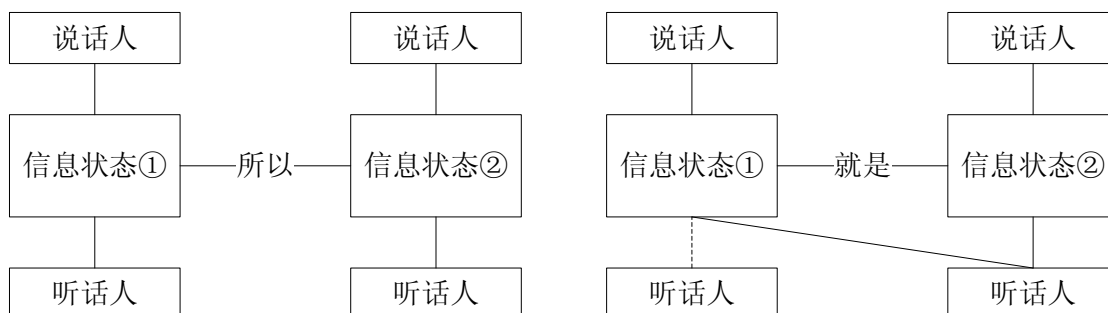 说话人 说话人 说话人 说话人
信息状态① 所以 信息状态② 信息状态① 就是 信息状态②
听话人 听话人 听话人 听话人